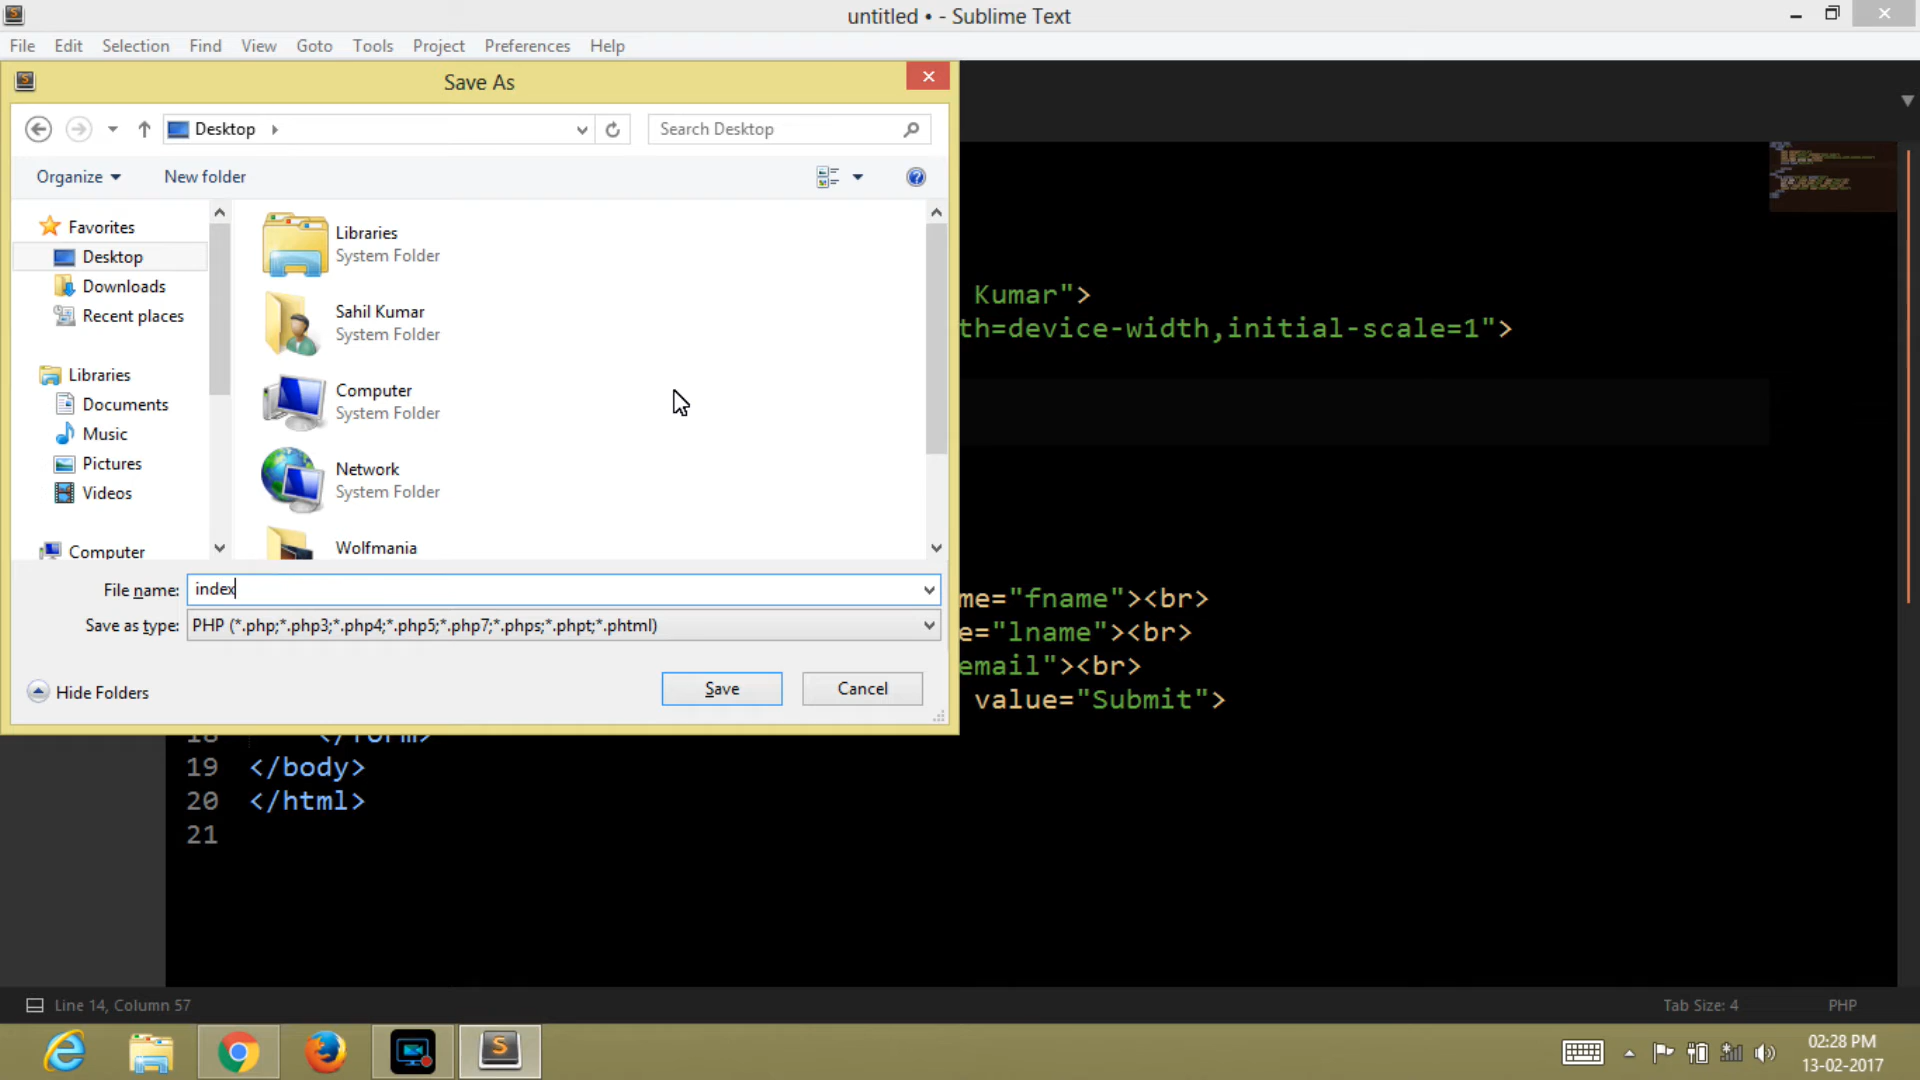 untitled • - Sublime Text
File Edit Selection Find View Goto Tools Project Preferences Help
Save As
Desktop
Search Desktop
Organize New folder
Favorites
Desktop
Downloads
Recent places
Libraries
Documents
Music
Pictures
Videos
Computer
Libraries
System Folder
Sahil Kumar
System Folder
Computer
System Folder
Network
System Folder
Wolfmania
File name: index
Save as type: PHP (*.php;*.php3;*.php4;*.php5;*.php7;*.phps;*.phpt;*.phtml)
Hide Folders
Save Cancel
Kumar">
th=device-width,initial-scale=1">
me="fname"><br>
e="lname"><br>
email"><br>
value="Submit">
18 </form>
19 </body>
20 </html>
21
Line 14, Column 57
Tab Size: 4 PHP
02:28 PM
13-02-2017